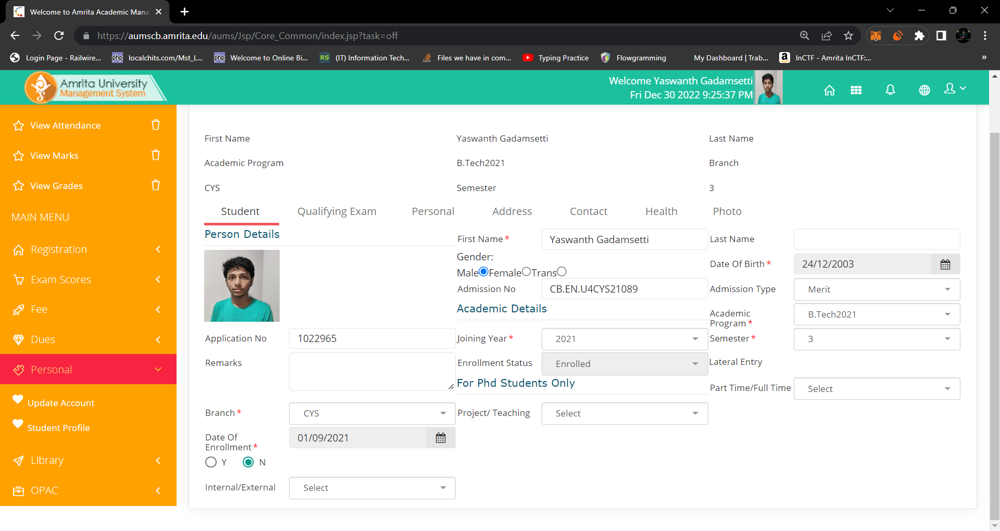 Welcome to Amrita Academic Mana
https://aumscb.amrita.edu/aums/Jsp/Core_Common/index.jsp?task=off
Login Page - Railwire... php localchits.com/Mst_L... php Welcome to Online Bi... RS (IT) Information Tech... Files we have in com... Typing Practice Flowgramming My Dashboard | Trab... a InCTF - Amrita InCTF:... »
Amrita University
Management System
Welcome Yaswanth Gadamsetti
Fri Dec 30 2022 9:25:37 PM
View Attendance
View Marks
View Grades
MAIN MENU
Registration
Exam Scores
Fee
Dues
Personal
Update Account
Student Profile
Library
OPAC
First Name Yaswanth Gadamsetti Last Name
Academic Program B.Tech2021 Branch
CYS Semester 3
Student Qualifying Exam Personal Address Contact Health Photo
Person Details
Application No 1022965
Remarks
Branch* CYS
Date Of
Enrollment* 01/09/2021
Y N
Internal/External Select
First Name* Yaswanth Gadamsetti
Gender:
Male Female Trans
Admission No CB.EN.U4CYS21089
Academic Details
Joining Year* 2021
Enrollment Status Enrolled
For Phd Students Only
Project/ Teaching Select
Last Name
Date Of Birth* 24/12/2003
Admission Type Merit
Academic
Program* B.Tech2021
Semester* 3
Lateral Entry
Part Time/Full Time Select